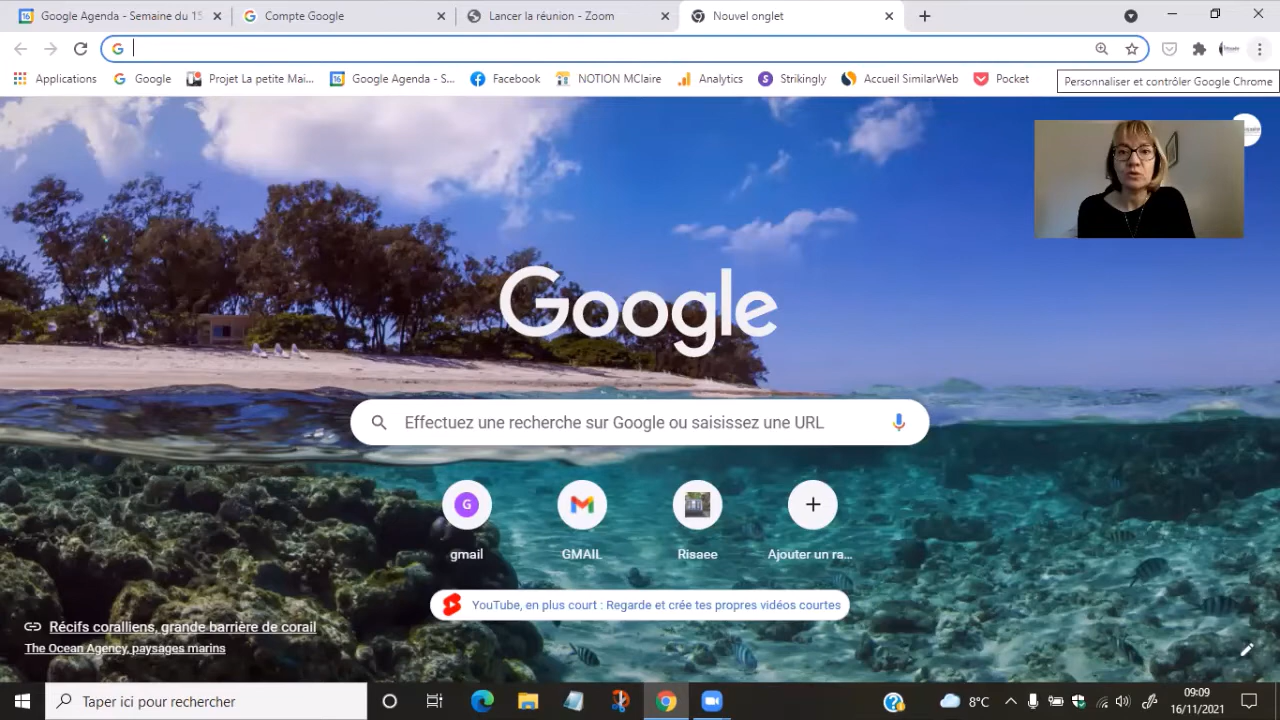 Google Agenda - Semaine du 15
Compte Google
Lancer la réunion - Zoom
Nouvel onglet
Applications
Google
Projet La petite Mai...
Google Agenda - S...
Facebook
NOTION MClaire
Analytics
Strikingly
Accueil SimilarWeb
Pocket
Personnaliser et contrôler Google Chrome
Google
Effectuez une recherche sur Google ou saisissez une URL
G
gmail
GMAIL
Risaee
Ajouter un ra...
YouTube, en plus court : Regarde et crée tes propres vidéos courtes
Récifs coralliens, grande barrière de corail
The Ocean Agency, paysages marins
Taper ici pour rechercher
8°C
09:09
16/11/2021